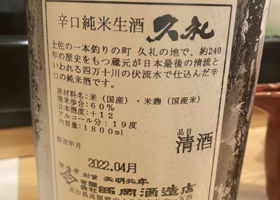 辛口純米生酒 久礼
土佐の一本釣りの町 久礼の地で、約240
年の歴史をもつ蔵元が日本最後の清流と
いわれる四万十川の伏流水で仕込んだ辛
口の純米酒です。
原材料名：米（国産）・米麹（国産米）
精米歩合：60％
日本酒度：＋12
アルコール分：19度
内容量：1800ml
品目
清酒
製造年月
2022.04月
製造者
西岡酒造店